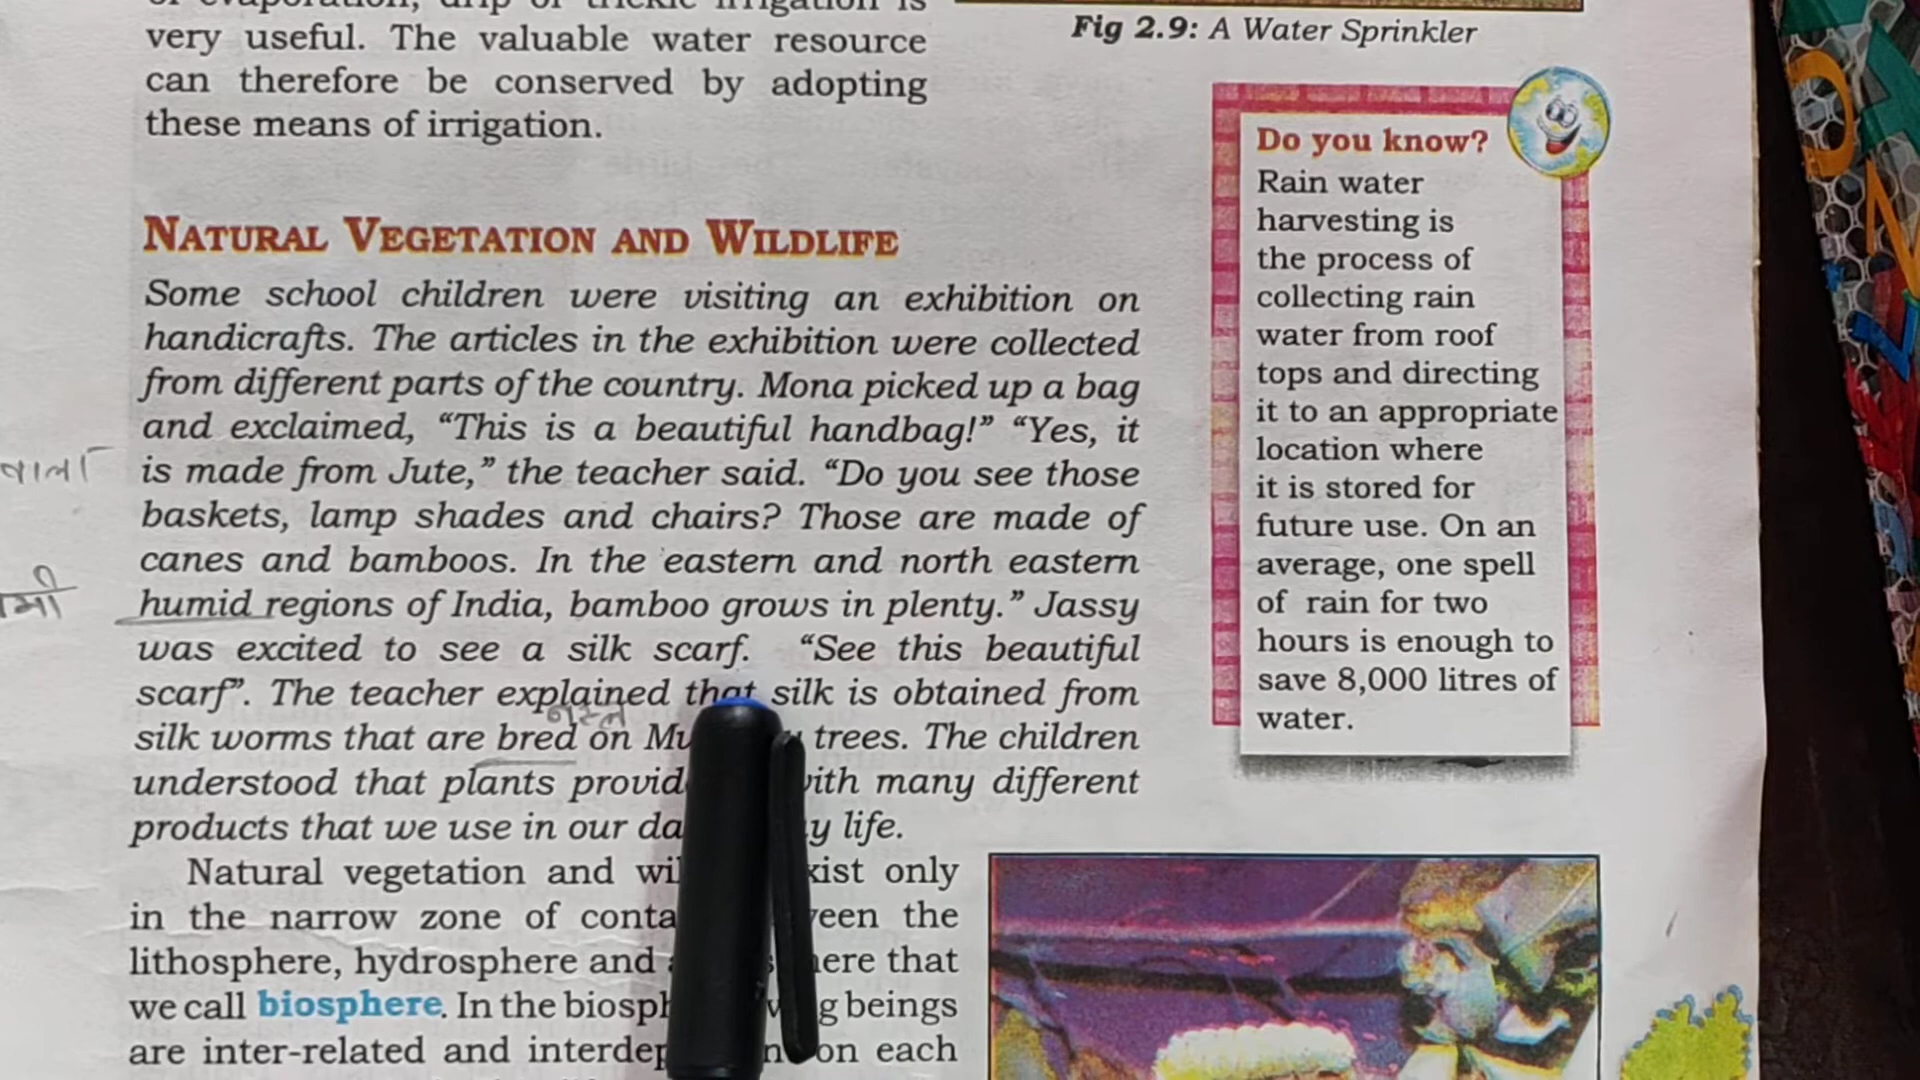 very useful. The valuable water resource
can therefore be conserved by adopting
these means of irrigation.
Fig 2.9: A Water Sprinkler
Do you know?
Rain water
harvesting is
the process of
collecting rain
water from roof
tops and directing
it to an appropriate
location where
it is stored for
future use. On an
average, one spell
of rain for two
hours is enough to
save 8,000 litres of
water.
NATURAL VEGETATION AND WILDLIFE
Some school children were visiting an exhibition on
handicrafts. The articles in the exhibition were collected
from different parts of the country. Mona picked up a bag
and exclaimed, “This is a beautiful handbag!” “Yes, it
is made from Jute,” the teacher said. “Do you see those
baskets, lamp shades and chairs? Those are made of
canes and bamboos. In the eastern and north eastern
humid regions of India, bamboo grows in plenty.” Jassy
was excited to see a silk scarf. “See this beautiful
scarf”. The teacher explained that silk is obtained from
नस्ल
silk worms that are bred on trees. The children
understood that plants many different
products that we use in our life.
Natural vegetation and only
in the narrow zone of the
lithosphere, hydrosphere and that
we call biosphere. In the beings
are inter-related and on each